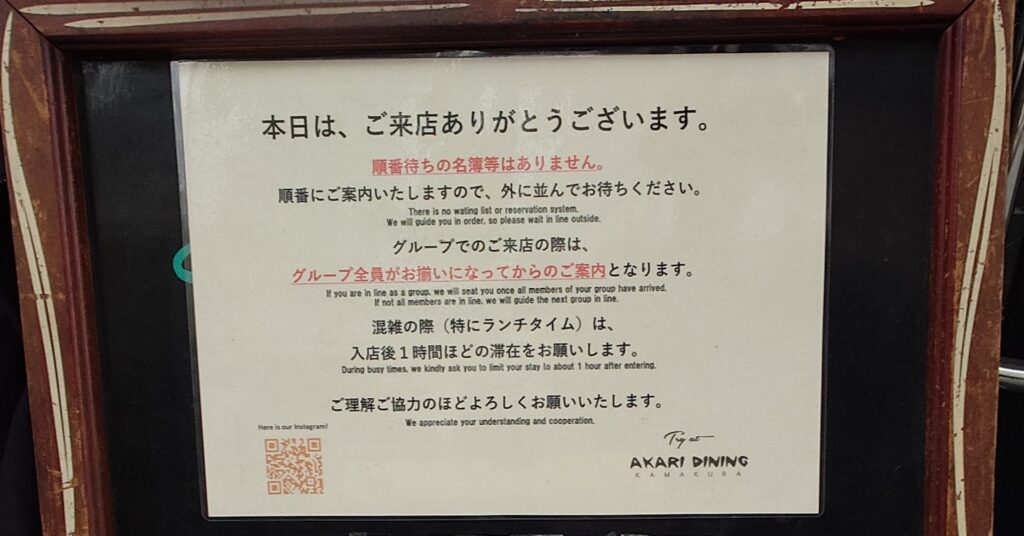 本日は、ご来店ありがとうございます。
順番待ちの名簿等はありません。
順番にご案内いたしますので、外に並んでお待ちください。
There is no wating list or reservation system.
We will guide you in order, so please wait in line outside.
グループでのご来店の際は、
グループ全員がお揃いになってからのご案内となります。
If you are in line as a group, we will seat you once all members of your group have arrived.
If not all members are in line, we will guide the next group in line.
混雑の際（特にランチタイム）は、
入店後１時間ほどの滞在をお願いします。
During busy times, we kindly ask you to limit your stay to about 1 hour after entering.
ご理解ご協力のほどよろしくお願いいたします。
We appreciate your understanding and cooperation.
Here is our Instagram!
Try at
AKARI DINING
KAMAKURA